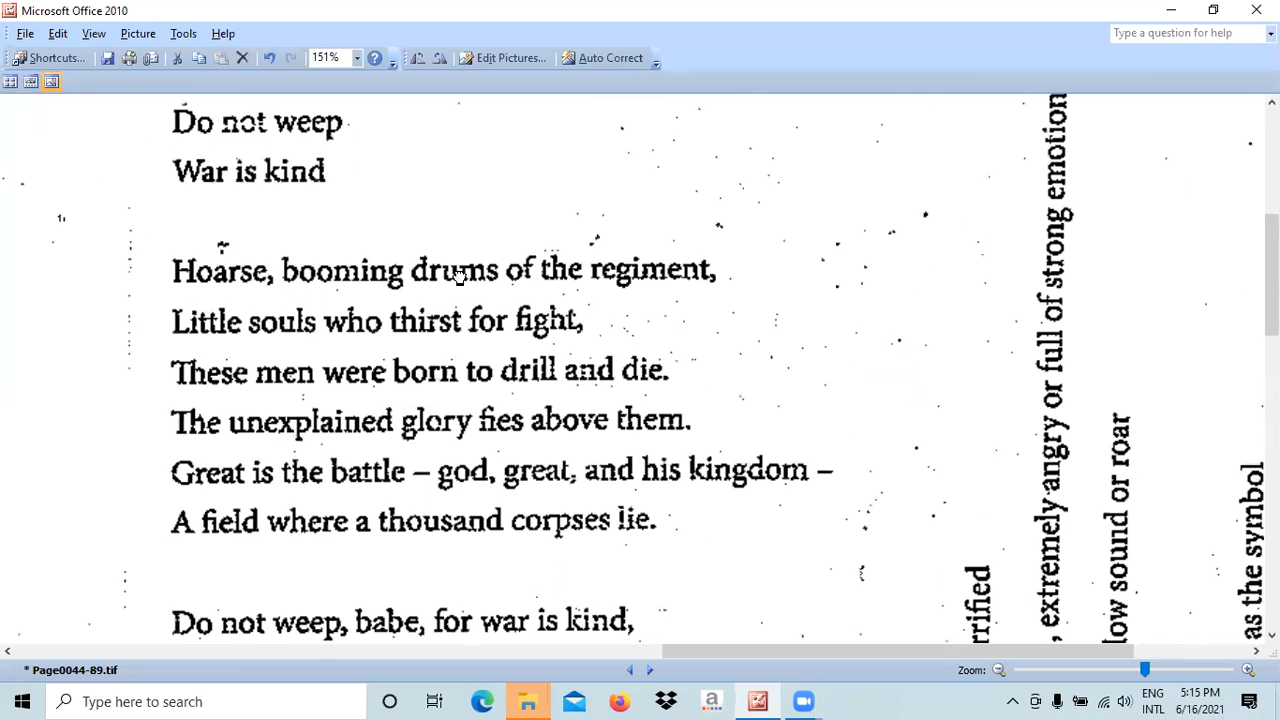 Microsoft Office 2010
File Edit View Picture Tools Help
Type a question for help
Shortcuts... 151% Edit Pictures... Auto Correct
Do not weep
War is kind
Hoarse, booming drums of the regiment,
Little souls who thirst for fight,
These men were born to drill and die.
The unexplained glory fies above them.
Great is the battle – god, great, and his kingdom –
A field where a thousand corpses lie.
Do not weep, babe, for war is kind,
rrified
, extremely angry or full of strong emotion
low sound or roar
as the symbol
* Page0044-89.tif
Zoom:
Type here to search
ENG
INTL
5:15 PM
6/16/2021